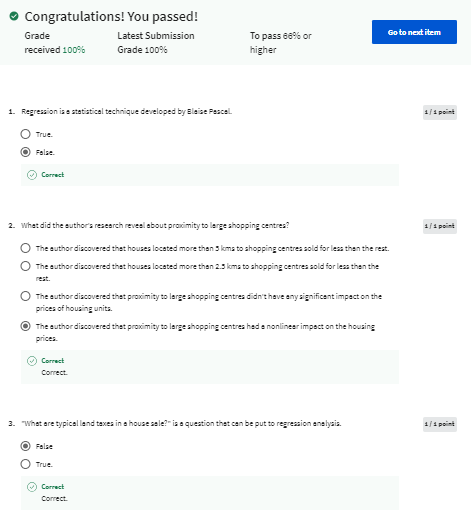 Congratulations! You passed!
Grade
received 100%
Latest Submission
Grade 100%
To pass 66% or
higher
Go to next item
1. Regression is a statistical technique developed by Blaise Pascal.
1 / 1 point
True.
False.
Correct
2. What did the author's research reveal about proximity to large shopping centres?
1 / 1 point
The author discovered that houses located more than 5 kms to shopping centres sold for less than the rest.
The author discovered that houses located more than 2.5 kms to shopping centres sold for less than the
rest.
The author discovered that proximity to large shopping centres didn't have any significant impact on the
prices of housing units.
The author discovered that proximity to large shopping centres had a nonlinear impact on the housing
prices.
Correct
Correct.
3. "What are typical land taxes in a house sale?" is a question that can be put to regression analysis.
1 / 1 point
False
True.
Correct
Correct.